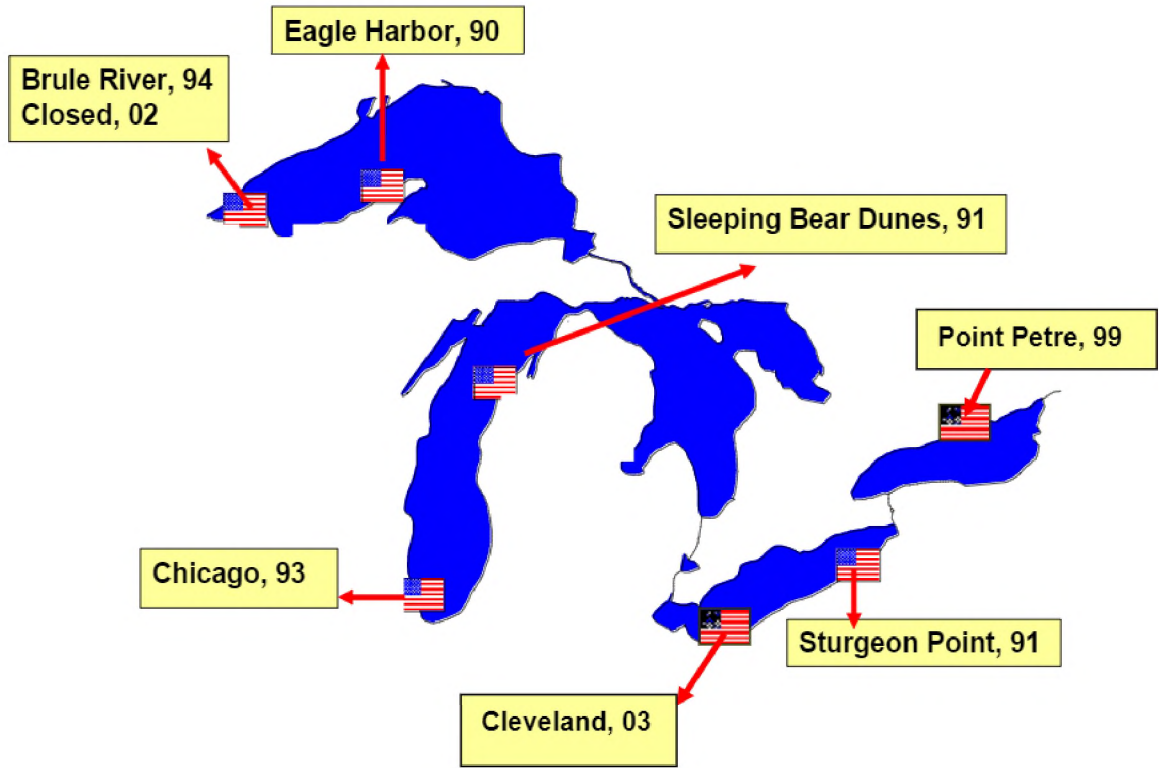 Eagle Harbor, 90
Brule River, 94
Closed, 02
Sleeping Bear Dunes, 91
Point Petre, 99
Chicago, 93
Sturgeon Point, 91
Cleveland, 03